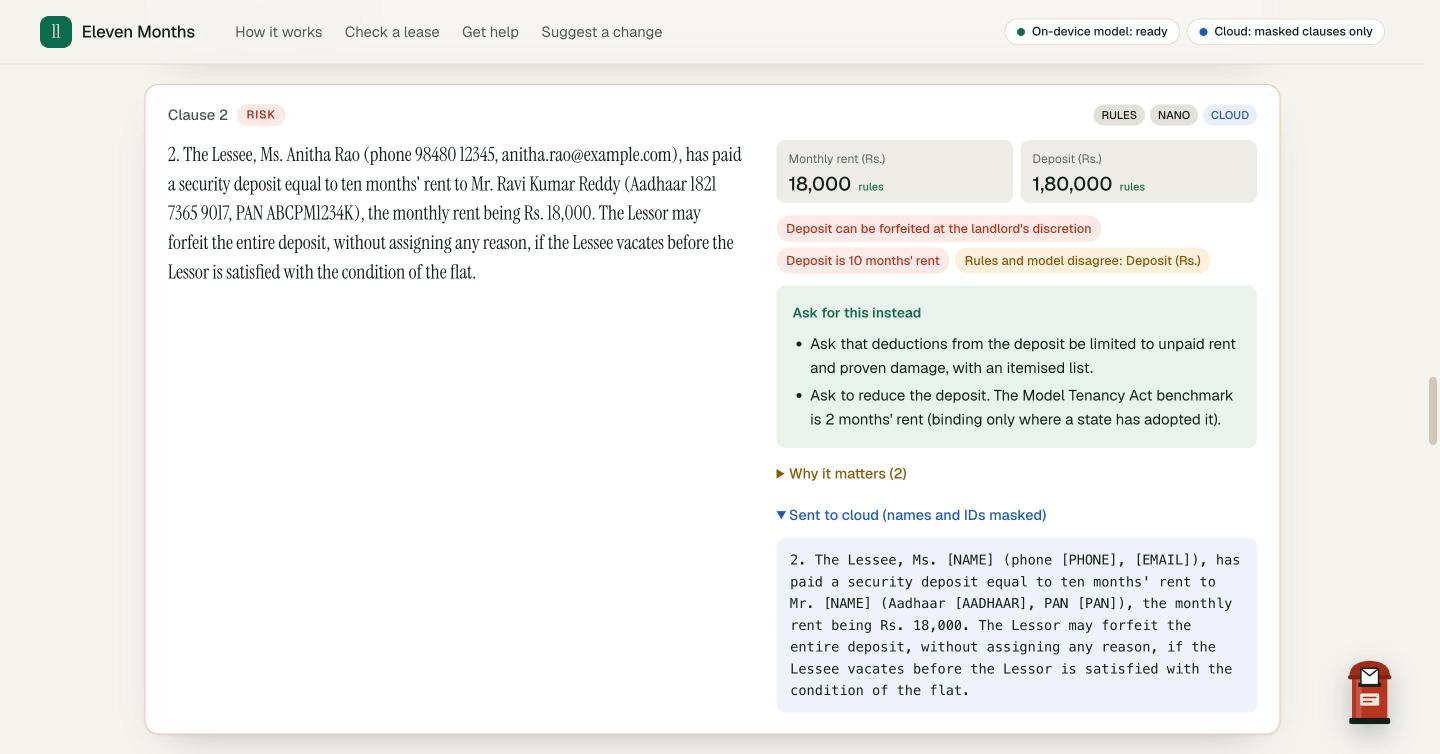 11 Eleven Months How it works Check a lease Get help Suggest a change On-device model: ready Cloud: masked clauses only
Clause 2 RISK RULES NANO CLOUD
2. The Lessee, Ms. Anitha Rao (phone 98480 12345, anitha.rao@example.com), has paid
a security deposit equal to ten months' rent to Mr. Ravi Kumar Reddy (Aadhaar 1821
7365 9017, PAN ABCPM1234K), the monthly rent being Rs. 18,000. The Lessor may
forfeit the entire deposit, without assigning any reason, if the Lessee vacates before the
Lessor is satisfied with the condition of the flat.
Monthly rent (Rs.)
18,000 rules
Deposit (Rs.)
1,80,000 rules
Deposit can be forfeited at the landlord's discretion
Deposit is 10 months' rent Rules and model disagree: Deposit (Rs.)
Ask for this instead
• Ask that deductions from the deposit be limited to unpaid rent
and proven damage, with an itemised list.
• Ask to reduce the deposit. The Model Tenancy Act benchmark
is 2 months' rent (binding only where a state has adopted it).
▶ Why it matters (2)
▼ Sent to cloud (names and IDs masked)
2. The Lessee, Ms. [NAME] (phone [PHONE], [EMAIL]), has
paid a security deposit equal to ten months' rent to
Mr. [NAME] (Aadhaar [AADHAAR], PAN [PAN]), the monthly
rent being Rs. 18,000. The Lessor may forfeit the
entire deposit, without assigning any reason, if the
Lessee vacates before the Lessor is satisfied with the
condition of the flat.